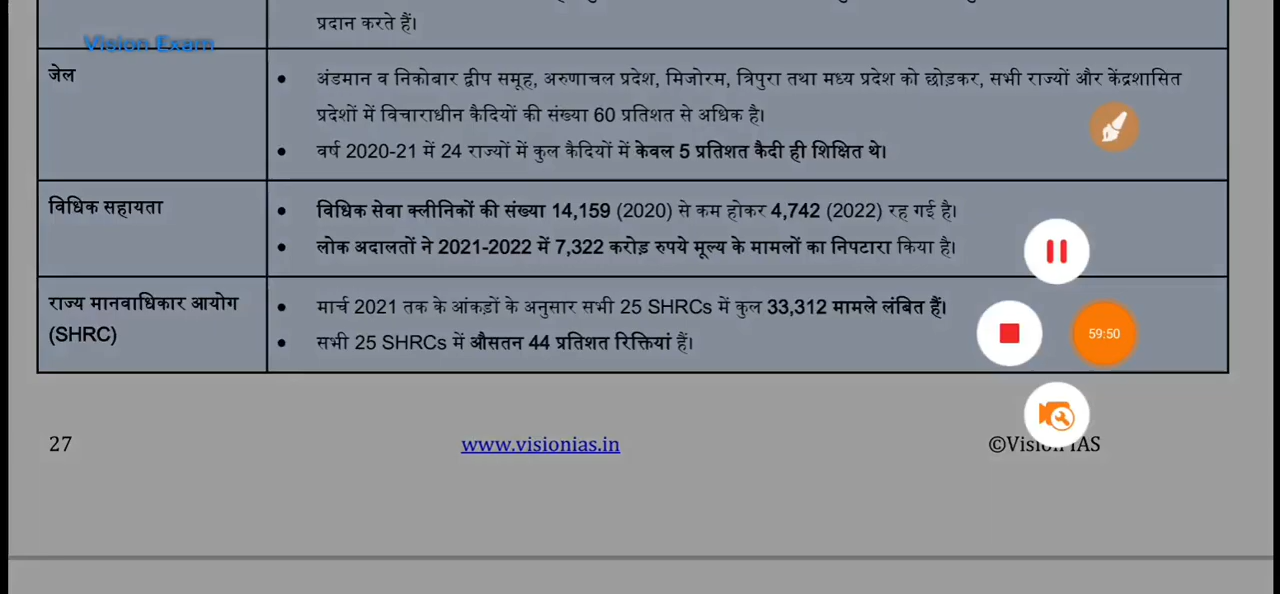 प्रदान करते हैं।
Vision Exam
जेल
• अंडमान व निकोबार द्वीप समूह, अरुणाचल प्रदेश, मिजोरम, त्रिपुरा तथा मध्य प्रदेश को छोड़कर, सभी राज्यों और केंद्रशासित
प्रदेशों में विचाराधीन कैदियों की संख्या 60 प्रतिशत से अधिक है।
• वर्ष 2020-21 में 24 राज्यों में कुल कैदियों में केवल 5 प्रतिशत कैदी ही शिक्षित थे।
विधिक सहायता
• विधिक सेवा क्लीनिकों की संख्या 14,159 (2020) से कम होकर 4,742 (2022) रह गई है।
• लोक अदालतों ने 2021-2022 में 7,322 करोड़ रुपये मूल्य के मामलों का निपटारा किया है।
राज्य मानवाधिकार आयोग
(SHRC)
• मार्च 2021 तक के आंकड़ों के अनुसार सभी 25 SHRCs में कुल 33,312 मामले लंबित हैं।
• सभी 25 SHRCs में औसतन 44 प्रतिशत रिक्तियां हैं।
59:50
27
www.visionias.in
©Vision IAS